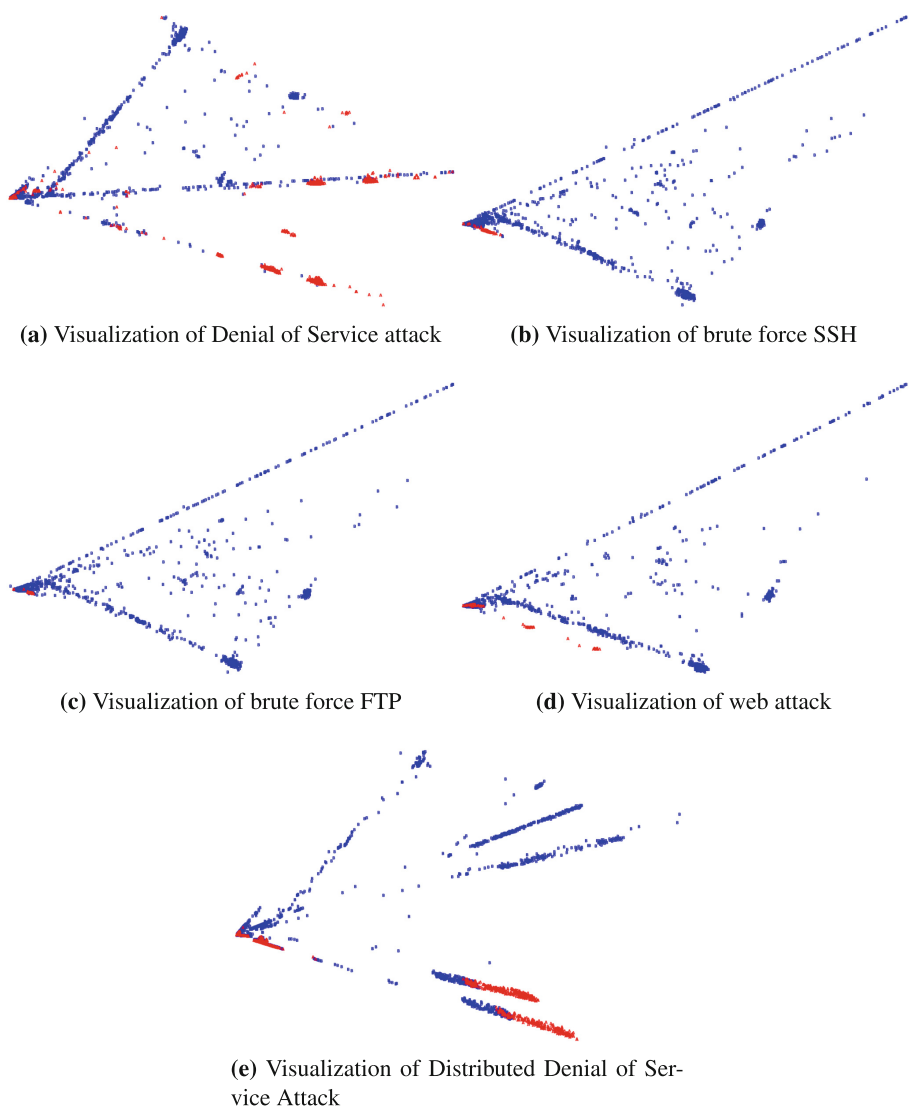 (a) Visualization of Denial of Service attack
(b) Visualization of brute force SSH
(c) Visualization of brute force FTP
(d) Visualization of web attack
(e) Visualization of Distributed Denial of Ser-
vice Attack